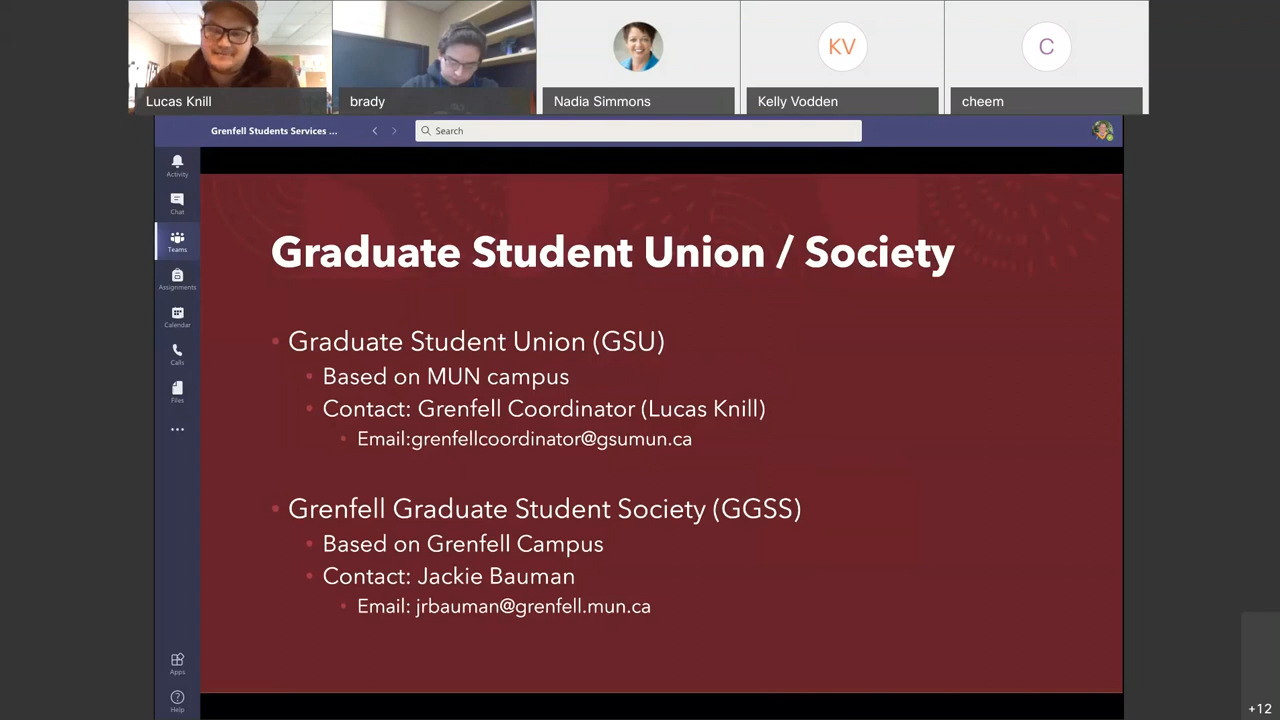 Lucas Knill
brady
Nadia Simmons
KV
Kelly Vodden
C
cheem
Grenfell Students Services ...
Search
Activity
Chat
Teams
Assignments
Calendar
Calls
Files
Apps
Help
Graduate Student Union / Society
• Graduate Student Union (GSU)
• Based on MUN campus
• Contact: Grenfell Coordinator (Lucas Knill)
• Email:grenfellcoordinator@gsumun.ca
• Grenfell Graduate Student Society (GGSS)
• Based on Grenfell Campus
• Contact: Jackie Bauman
• Email: jrbauman@grenfell.mun.ca
+12